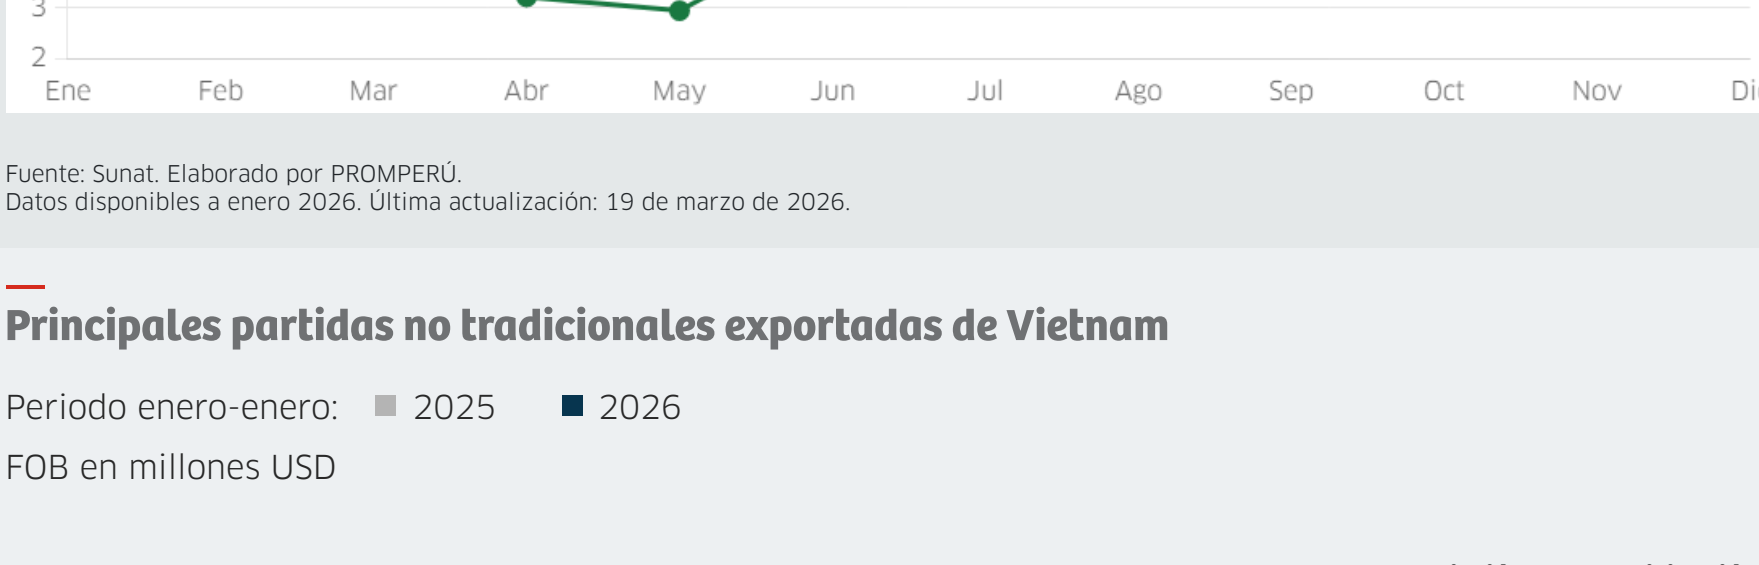 3
2
Ene Feb Mar Abr May Jun Jul Ago Sep Oct Nov
Fuente: Sunat. Elaborado por PROMPERÚ.
Datos disponibles a enero 2026. Última actualización: 19 de marzo de 2026.
Principales partidas no tradicionales exportadas de Vietnam
Periodo enero-enero: 2025 2026
FOB en millones USD